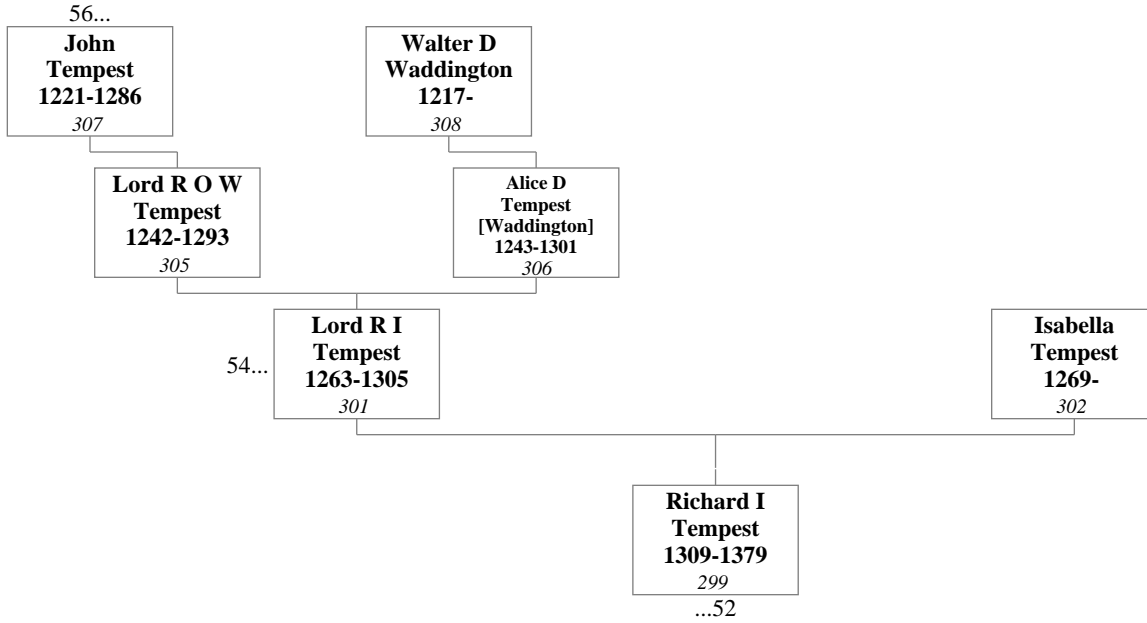 56...
John
Tempest
1221-1286
307
Walter D
Waddington
1217-
308
Lord R O W
Tempest
1242-1293
305
Alice D
Tempest
[Waddington]
1243-1301
306
54...
Lord R I
Tempest
1263-1305
301
Isabella
Tempest
1269-
302
Richard I
Tempest
1309-1379
299
...52